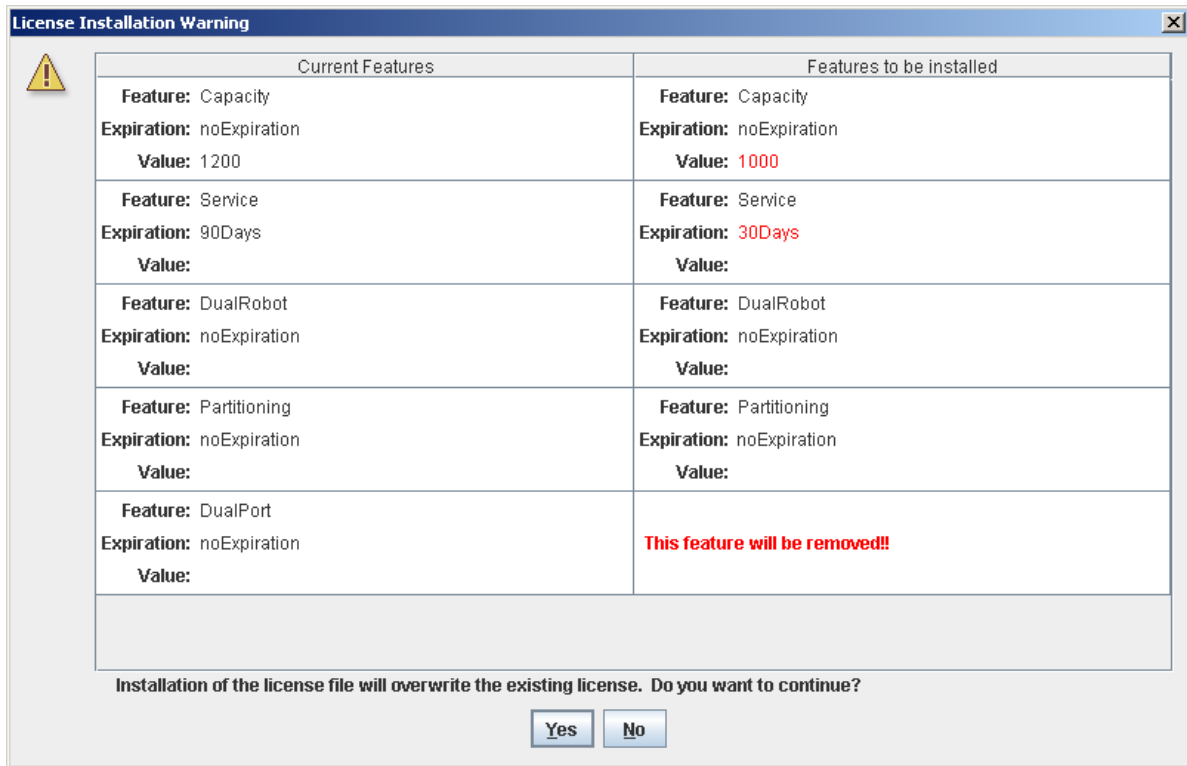 License Installation Warning
Current Features Features to be installed
Feature: Capacity Feature: Capacity
Expiration: noExpiration Expiration: noExpiration
Value: 1200 Value: 1000
Feature: Service Feature: Service
Expiration: 90Days Expiration: 30Days
Value: Value:
Feature: DualRobot Feature: DualRobot
Expiration: noExpiration Expiration: noExpiration
Value: Value:
Feature: Partitioning Feature: Partitioning
Expiration: noExpiration Expiration: noExpiration
Value: Value:
Feature: DualPort
Expiration: noExpiration This feature will be removed!!
Value:
Installation of the license file will overwrite the existing license. Do you want to continue?
Yes No